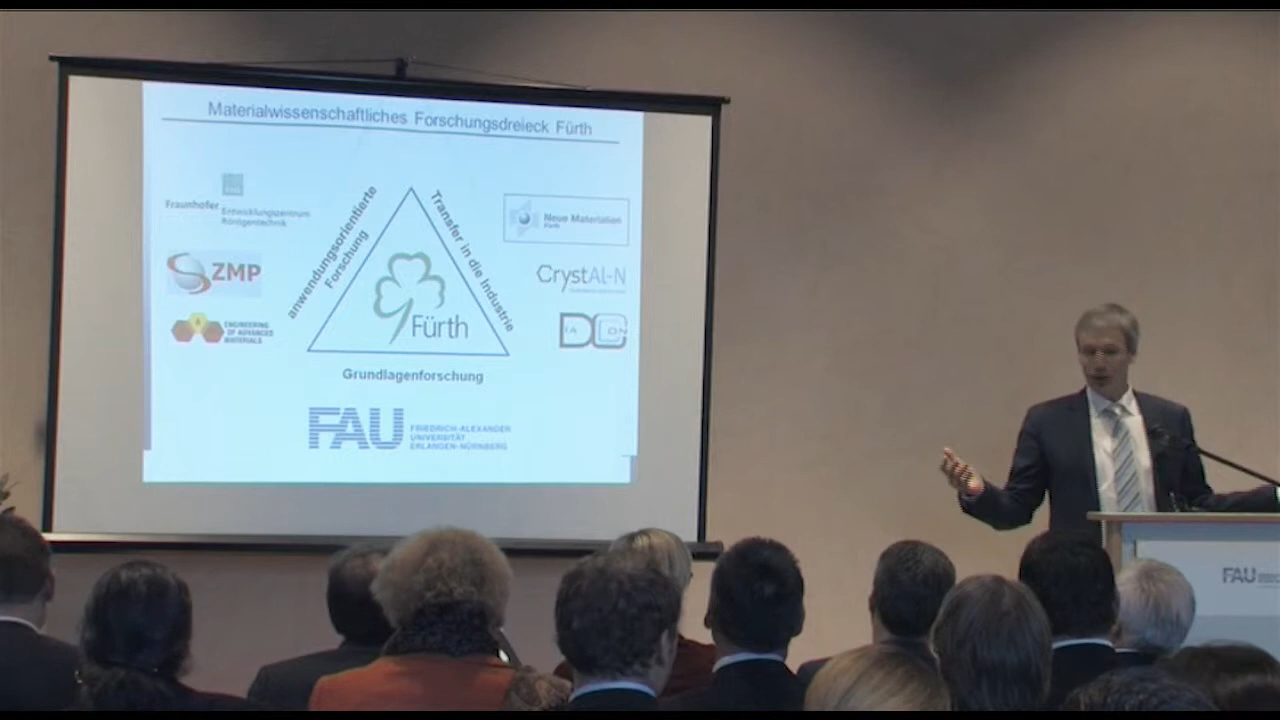 Materialwissenschaftliches Forschungsdreieck Fürth
Fraunhofer
Entwicklungszentrum
Röntgentechnik
ZMP
ENGINEERING
OF ADVANCED
MATERIALS
anwendungsorientierte
Forschung
Transfer in die Industrie
Fürth
Grundlagenforschung
Neue Materialien
Fürth
CrystAl-N
FAU
FRIEDRICH-ALEXANDER
UNIVERSITÄT
ERLANGEN-NÜRNBERG
FAU